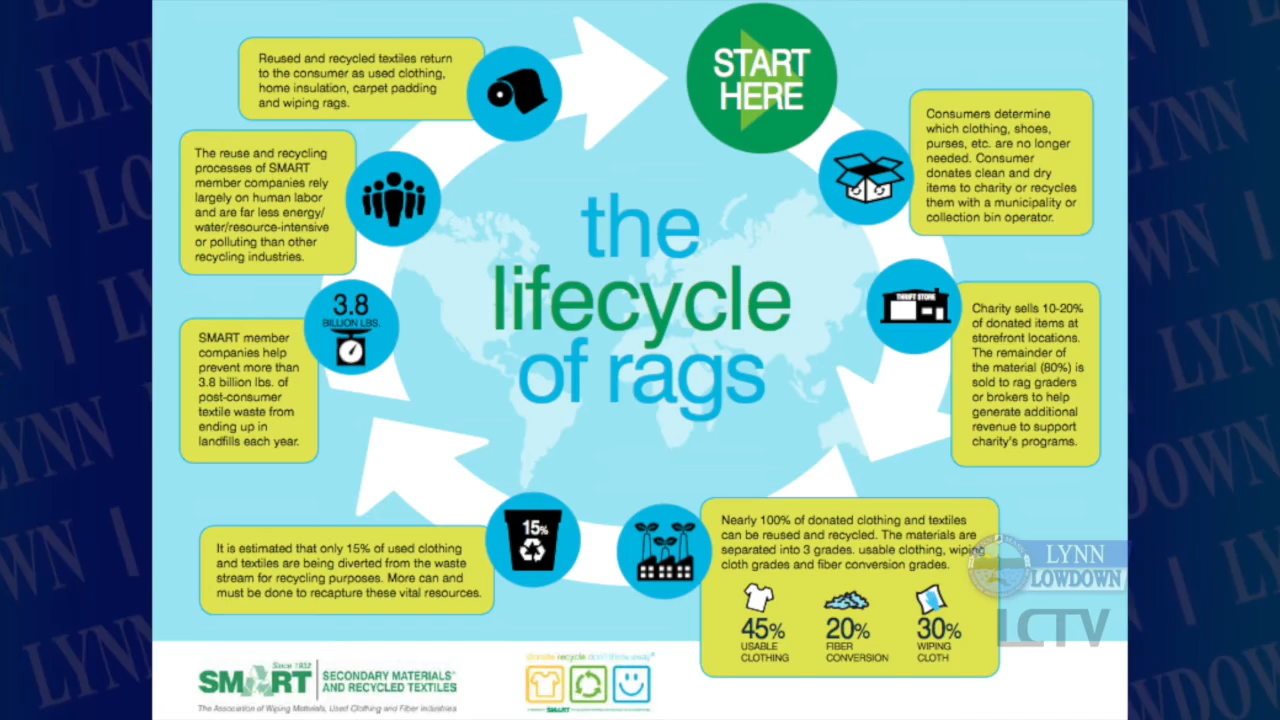 START
HERE
Consumers determine
which clothing, shoes,
purses, etc. are no longer
needed. Consumer
donates clean and dry
items to charity or recycles
them with a municipality or
collection bin operator.
THRIFT STORE
Charity sells 10-20%
of donated items at
storefront locations.
The remainder of
the material (80%) is
sold to rag graders
or brokers to help
generate additional
revenue to support
charity's programs.
Nearly 100% of donated clothing and textiles
can be reused and recycled. The materials are
separated into 3 grades. usable clothing, wiping
cloth grades and fiber conversion grades.
45%
USABLE
CLOTHING
20%
FIBER
CONVERSION
30%
WIPING
CLOTH
15%
It is estimated that only 15% of used clothing
and textiles are being diverted from the waste
stream for recycling purposes. More can and
must be done to recapture these vital resources.
3.8
BILLION LBS.
SMART member
companies help
prevent more than
3.8 billion lbs. of
post-consumer
textile waste from
ending up in
landfills each year.
The reuse and recycling
processes of SMART
member companies rely
largely on human labor
and are far less energy/
water/resource-intensive
or polluting than other
recycling industries.
Reused and recycled textiles return
to the consumer as used clothing,
home insulation, carpet padding
and wiping rags.
the
lifecycle
of rags
Since 1932
SMART
SECONDARY MATERIALS
AND RECYCLED TEXTILES
The Association of Wiping Materials, Used Clothing and Fiber Industries
donate recycle don't throw away
SMART
LYNN
LOWDOWN
LCTV